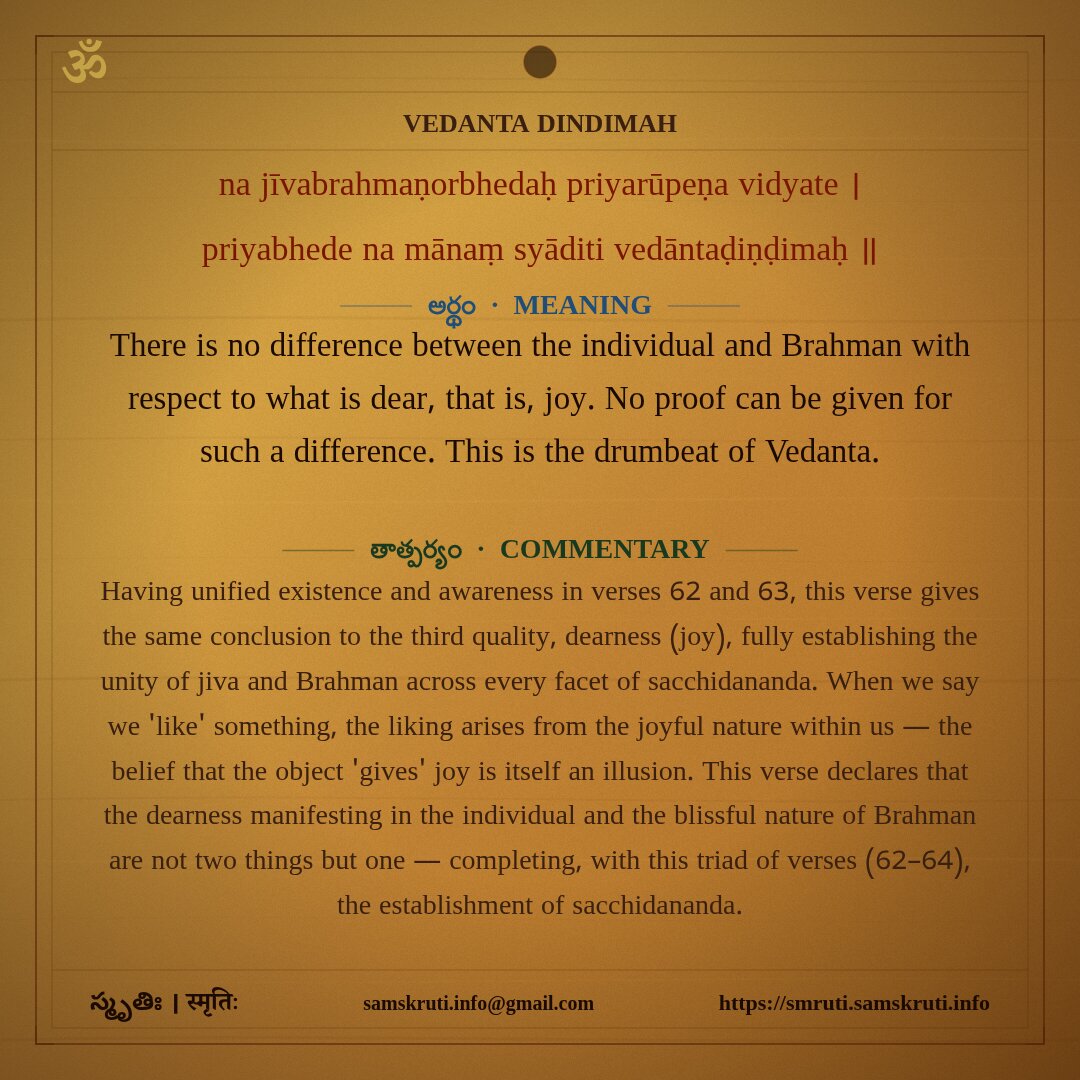 ॐ
VEDANTA DINDIMAH
na jīvabrahmaṇorbhedaḥ priyarūpeṇa vidyate |
priyabhede na mānaṃ syāditi vedāntaḍiṇḍimaḥ ||
అర్థం · MEANING
There is no difference between the individual and Brahman with
respect to what is dear, that is, joy. No proof can be given for
such a difference. This is the drumbeat of Vedanta.
తాత్పర్యం · COMMENTARY
Having unified existence and awareness in verses 62 and 63, this verse gives
the same conclusion to the third quality, dearness (joy), fully establishing the
unity of jiva and Brahman across every facet of sacchidananda. When we say
we 'like' something, the liking arises from the joyful nature within us — the
belief that the object 'gives' joy is itself an illusion. This verse declares that
the dearness manifesting in the individual and the blissful nature of Brahman
are not two things but one — completing, with this triad of verses (62–64),
the establishment of sacchidananda.
స్మృతిః | स्मृतिः samskruti.info@gmail.com https://smruti.samskruti.info